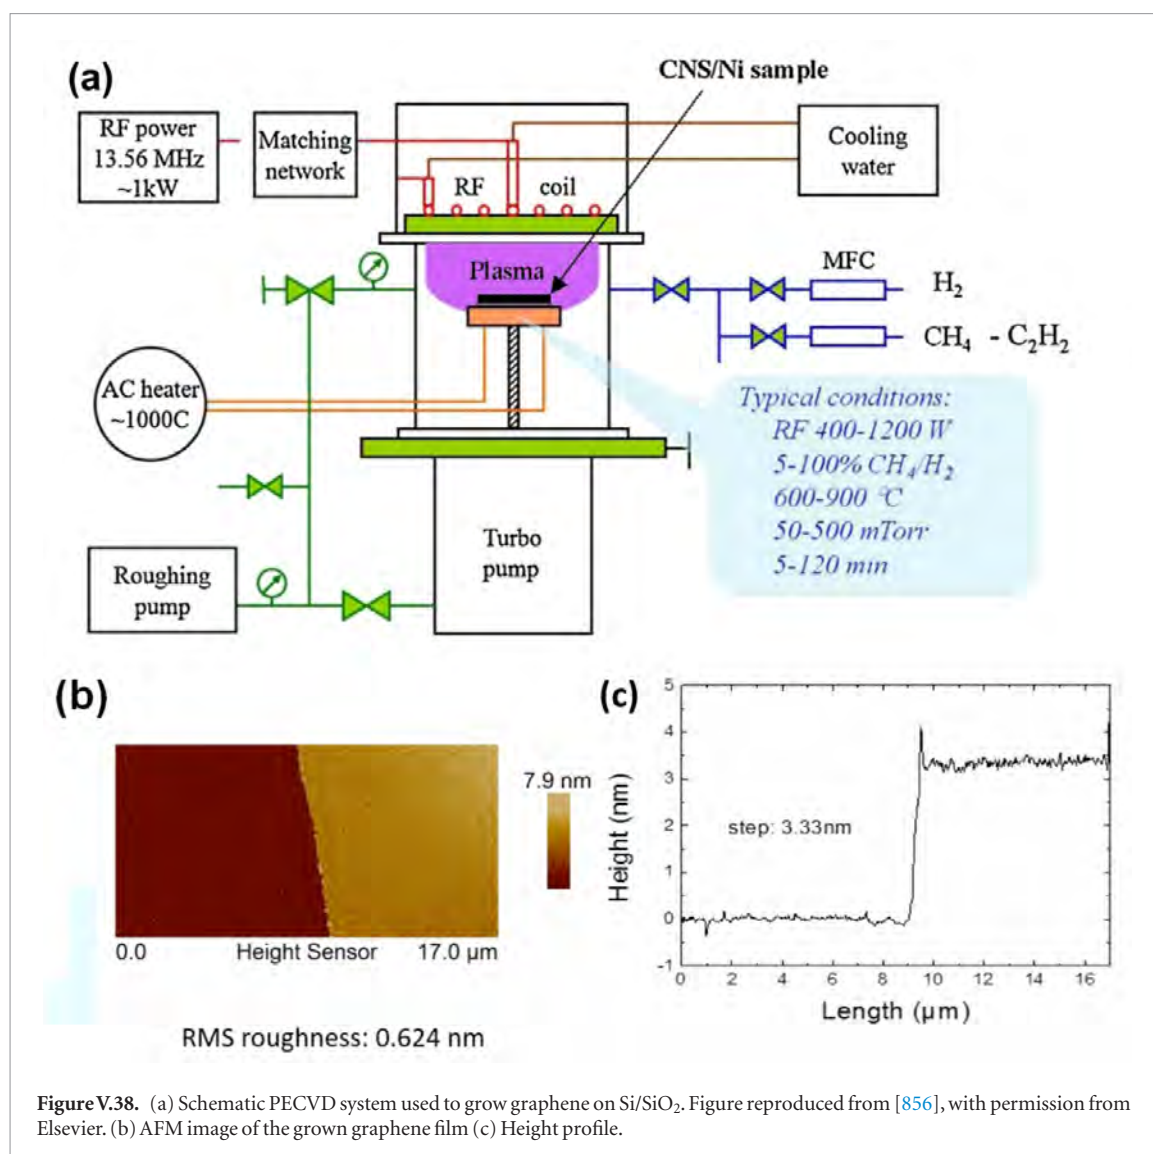 (a)
CNS/Ni sample
RF power
13.56 MHz
~1kW
Matching
network
Cooling
water
RF coil
Plasma
MFC
H₂
CH₄ - C₂H₂
AC heater
~1000C
Typical conditions:
RF 400-1200 W
5-100% CH₄/H₂
600-900 °C
50-500 mTorr
5-120 min
Roughing
pump
Turbo
pump
(b)
7.9 nm
0.0 Height Sensor 17.0 µm
RMS roughness: 0.624 nm
(c)
Height (nm)
5
4
3
2
1
0
-1
step: 3.33nm
0 2 4 6 8 10 12 14 16
Length (µm)
Figure V.38. (a) Schematic PECVD system used to grow graphene on Si/SiO₂. Figure reproduced from [856], with permission from
Elsevier. (b) AFM image of the grown graphene film (c) Height profile.